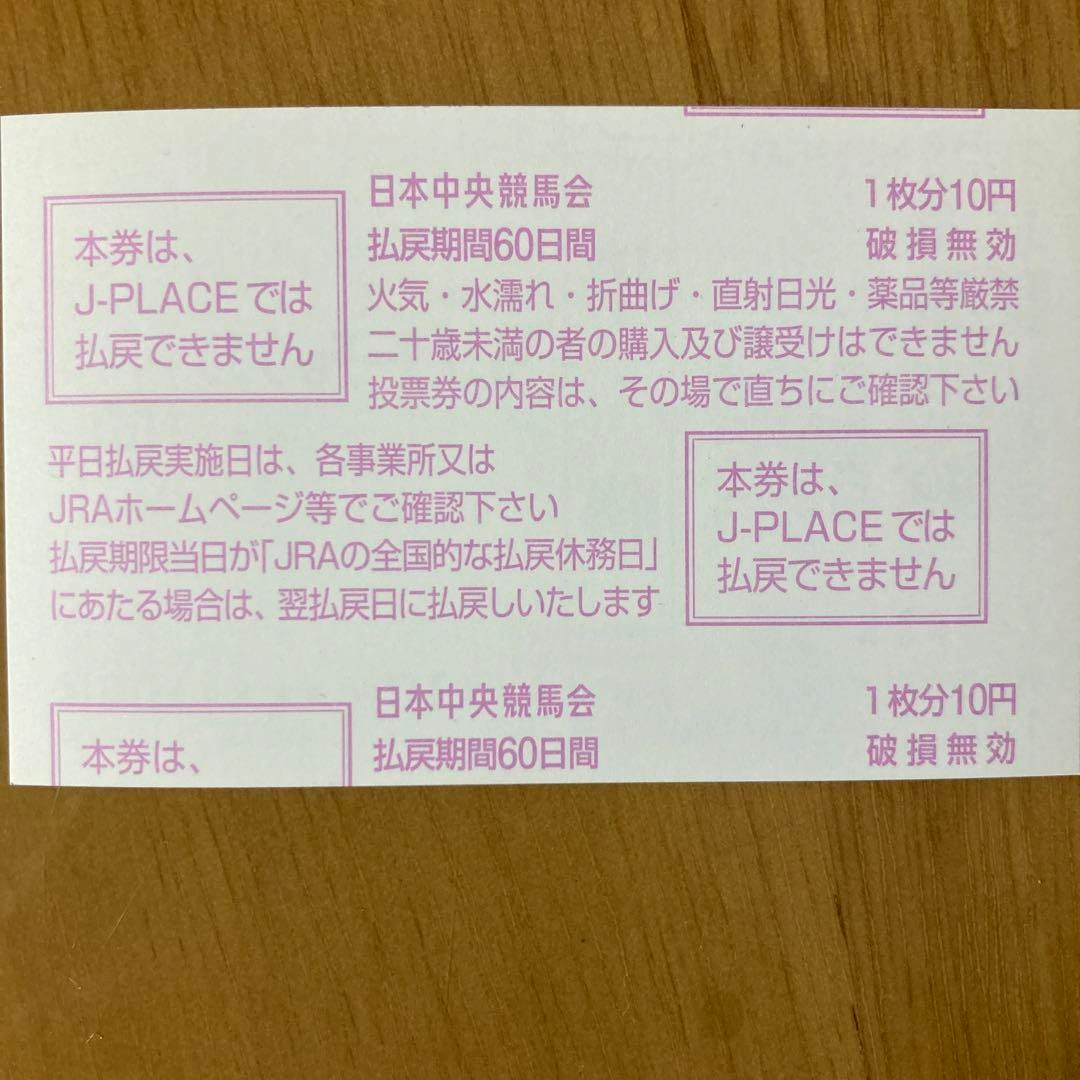 本券は、
J-PLACEでは
払戻できません
日本中央競馬会 1枚分10円
払戻期間60日間 破損無効
火気・水濡れ・折曲げ・直射日光・薬品等厳禁
二十歳未満の者の購入及び譲受けはできません
投票券の内容は、その場で直ちにご確認下さい
平日払戻実施日は、各事業所又は
JRAホームページ等でご確認下さい
払戻期限当日が「JRAの全国的な払戻休務日」
にあたる場合は、翌払戻日に払戻しいたします
本券は、
J-PLACEでは
払戻できません
本券は、
日本中央競馬会 1枚分10円
払戻期間60日間 破損無効